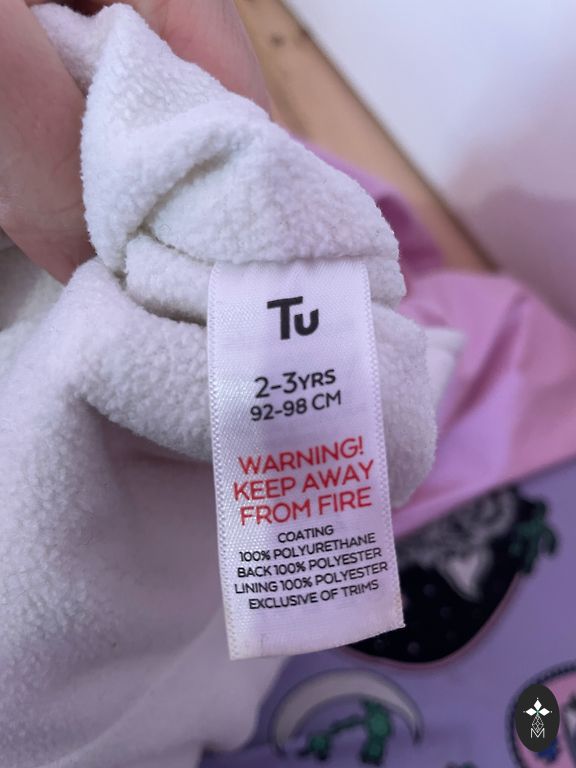 Tu
2-3YRS
92-98 CM
WARNING!
KEEP AWAY
FROM FIRE
COATING
100% POLYURETHANE
BACK 100% POLYESTER
LINING 100% POLYESTER
EXCLUSIVE OF TRIMS
M